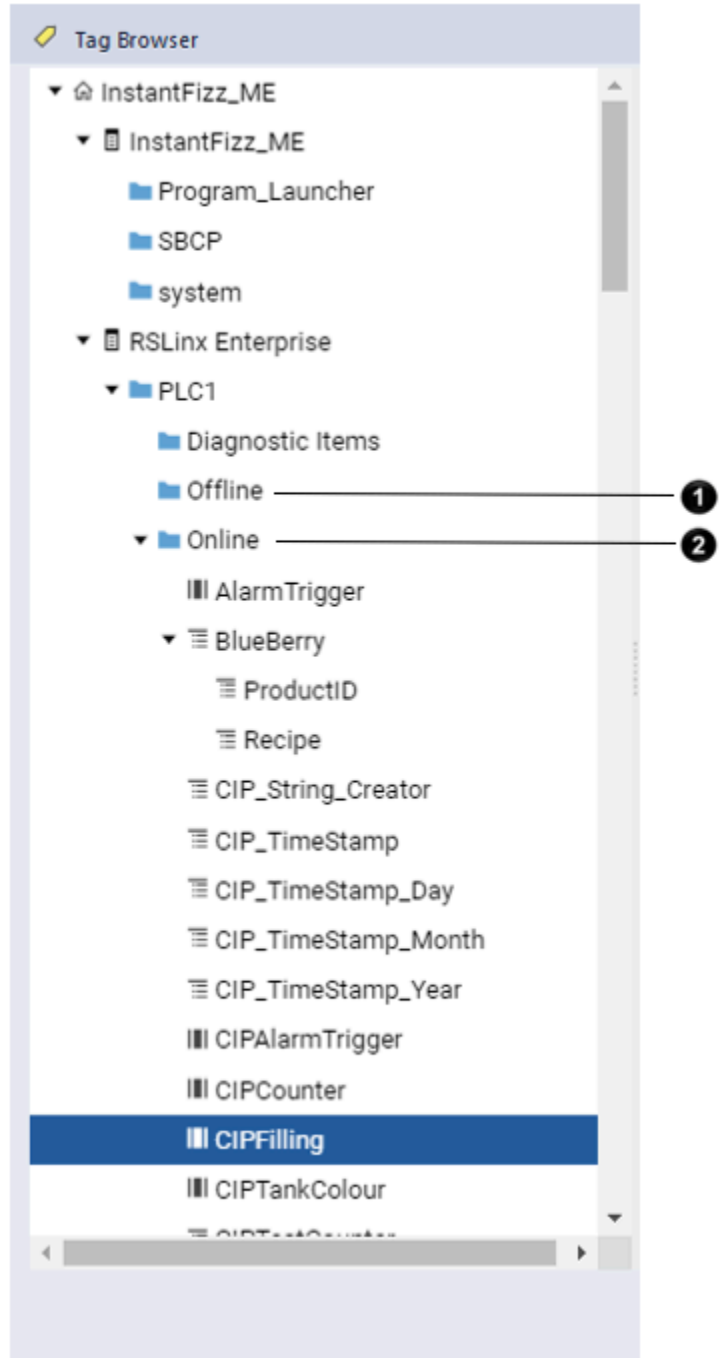 Tag Browser
InstantFizz_ME
InstantFizz_ME
Program_Launcher
SBCP
system
RSLinx Enterprise
PLC1
Diagnostic Items
Offline 1
Online 2
AlarmTrigger
BlueBerry
ProductID
Recipe
CIP_String_Creator
CIP_TimeStamp
CIP_TimeStamp_Day
CIP_TimeStamp_Month
CIP_TimeStamp_Year
CIPAlarmTrigger
CIPCounter
CIPFilling
CIPTankColour